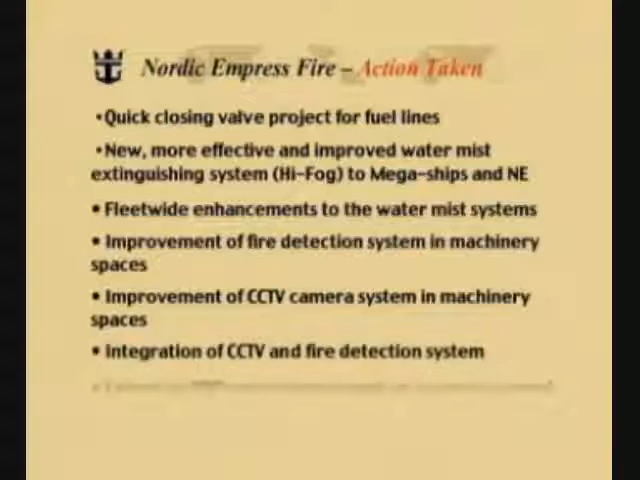 Nordic Empress Fire – Action Taken
•Quick closing valve project for fuel lines
•New, more effective and improved water mist
extinguishing system (Hi-Fog) to Mega-ships and NE
• Fleetwide enhancements to the water mist systems
• Improvement of fire detection system in machinery
spaces
• Improvement of CCTV camera system in machinery
spaces
• Integration of CCTV and fire detection system